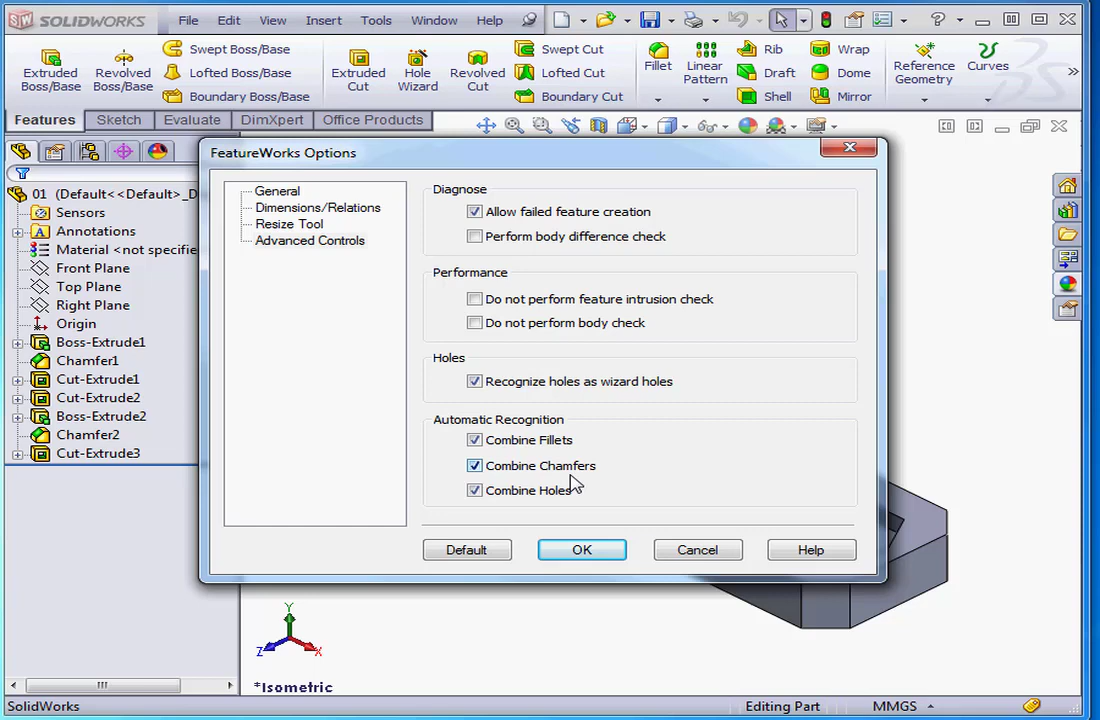 SW SOLIDWORKS File Edit View Insert Tools Window Help
Extruded Boss/Base
Revolved Boss/Base
Swept Boss/Base
Lofted Boss/Base
Boundary Boss/Base
Extruded Cut
Hole Wizard
Revolved Cut
Swept Cut
Lofted Cut
Boundary Cut
Fillet
Linear Pattern
Rib
Draft
Shell
Wrap
Dome
Mirror
Reference Geometry
Curves
Features Sketch Evaluate DimXpert Office Products
01 (Default<<Default>_D
Sensors
Annotations
Material <not specifie
Front Plane
Top Plane
Right Plane
Origin
Boss-Extrude1
Chamfer1
Cut-Extrude1
Cut-Extrude2
Boss-Extrude2
Chamfer2
Cut-Extrude3
FeatureWorks Options
General
Dimensions/Relations
Resize Tool
Advanced Controls
Diagnose
Allow failed feature creation
Perform body difference check
Performance
Do not perform feature intrusion check
Do not perform body check
Holes
Recognize holes as wizard holes
Automatic Recognition
Combine Fillets
Combine Chamfers
Combine Holes
Default OK Cancel Help
Y
Z X
*Isometric
SolidWorks Editing Part MMGS